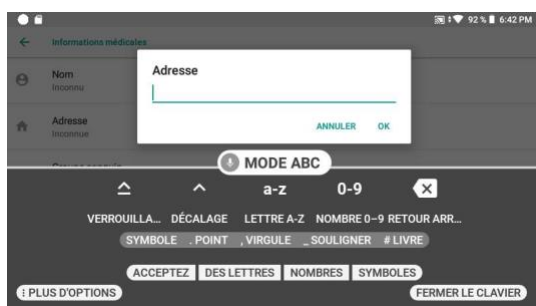 92 % 6:42 PM
Informations médicales
Nom
Inconnu
Adresse
ANNULER OK
Adresse
Inconnue
MODE ABC
a-z 0-9
VERROUILLA... DÉCALAGE LETTRE A-Z NOMBRE 0–9 RETOUR ARR...
SYMBOLE . POINT , VIRGULE _ SOULIGNER # LIVRE
ACCEPTEZ DES LETTRES NOMBRES SYMBOLES
PLUS D'OPTIONS FERMER LE CLAVIER